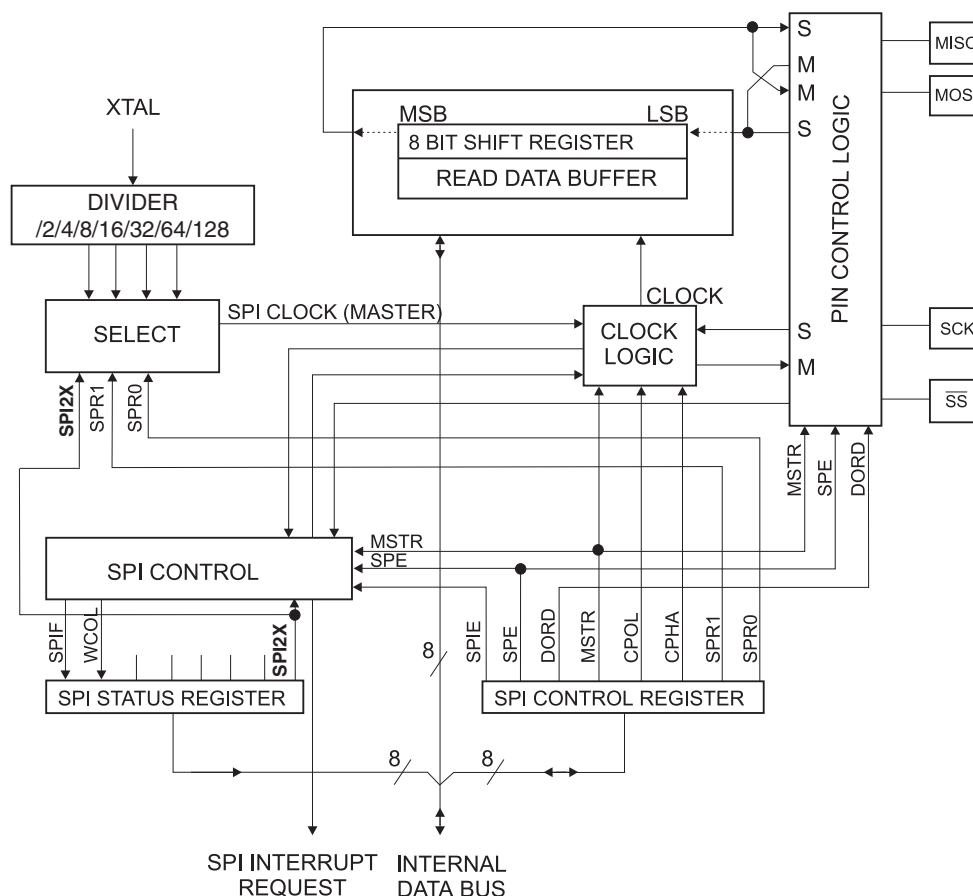 S
MISO
M
M
MOSI
XTAL
MSB
LSB
S
8 BIT SHIFT REGISTER
READ DATA BUFFER
DIVIDER
/2/4/8/16/32/64/128
PIN CONTROL LOGIC
SPI CLOCK (MASTER)
CLOCK
SELECT
CLOCK
LOGIC
S
SCK
M
SPI2X
SPR1
SPR0
SS
MSTR
SPE
DORD
MSTR
SPE
SPI CONTROL
SPIF
WCOL
SPI2X
8
SPIE
SPE
DORD
MSTR
CPOL
CPHA
SPR1
SPR0
SPI STATUS REGISTER
SPI CONTROL REGISTER
8
8
SPI INTERRUPT
REQUEST
INTERNAL
DATA BUS